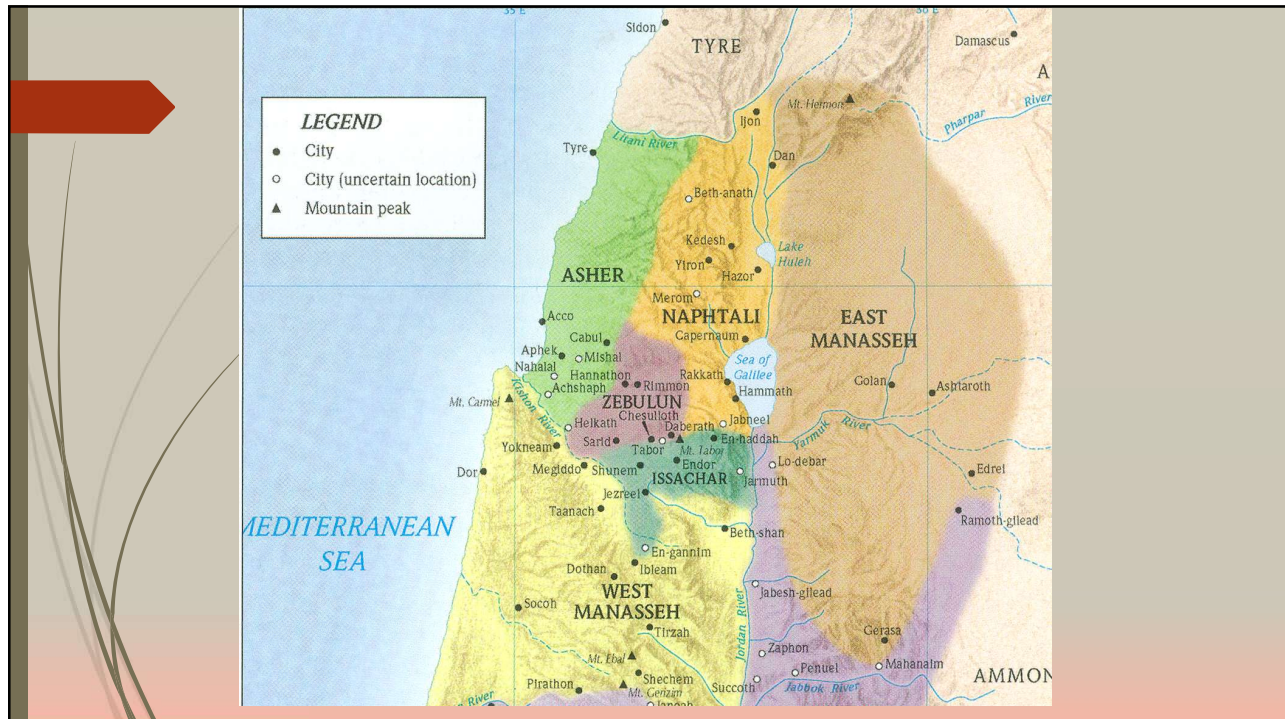 35 E
36 E
Sidon
TYRE
Damascus
A
Mt. Hermon
Ijon
Pharpar River
LEGEND
City
City (uncertain location)
Mountain peak
Litani River
Tyre
Dan
Beth-anath
Kedesh
Lake
Huleh
Yiron
Hazor
ASHER
Merom
NAPHTALI
EAST
MANASSEH
Acco
Cabul
Capernaum
Aphek
Mishal
Sea of
Galilee
Nahalal
Hannathon
Rimmon
Rakkath
Golan
Ashtaroth
Achshaph
Hammath
Mt. Carmel
Kishon River
ZEBULUN
Chesulloth
Helkath
Daberath
Jabneel
Yarmuk River
Yokneam
Sarid
Tabor
Mt. Tabor
En-haddah
Dor
Megiddo
Shunem
Endor
Lo-debar
Edrei
ISSACHAR
Jarmuth
Jezreel
Taanach
Ramoth-gilead
MEDITERRANEAN
SEA
Beth-shan
En-gannim
Ibleam
Dothan
WEST
MANASSEH
Jabesh-gilead
Socoh
Jordan River
Tirzah
Gerasa
Mt. Ebal
Zaphon
Mahanaim
Penuel
AMMON
Shechem
Succoth
Pirathon
Mt. Gerizim
Jabbok River
River